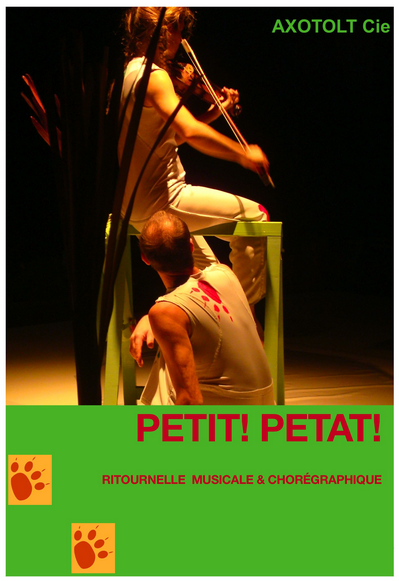 AXOTOLT Cie
PETIT! PETAT!
RITOURNELLE MUSICALE & CHORÉGRAPHIQUE